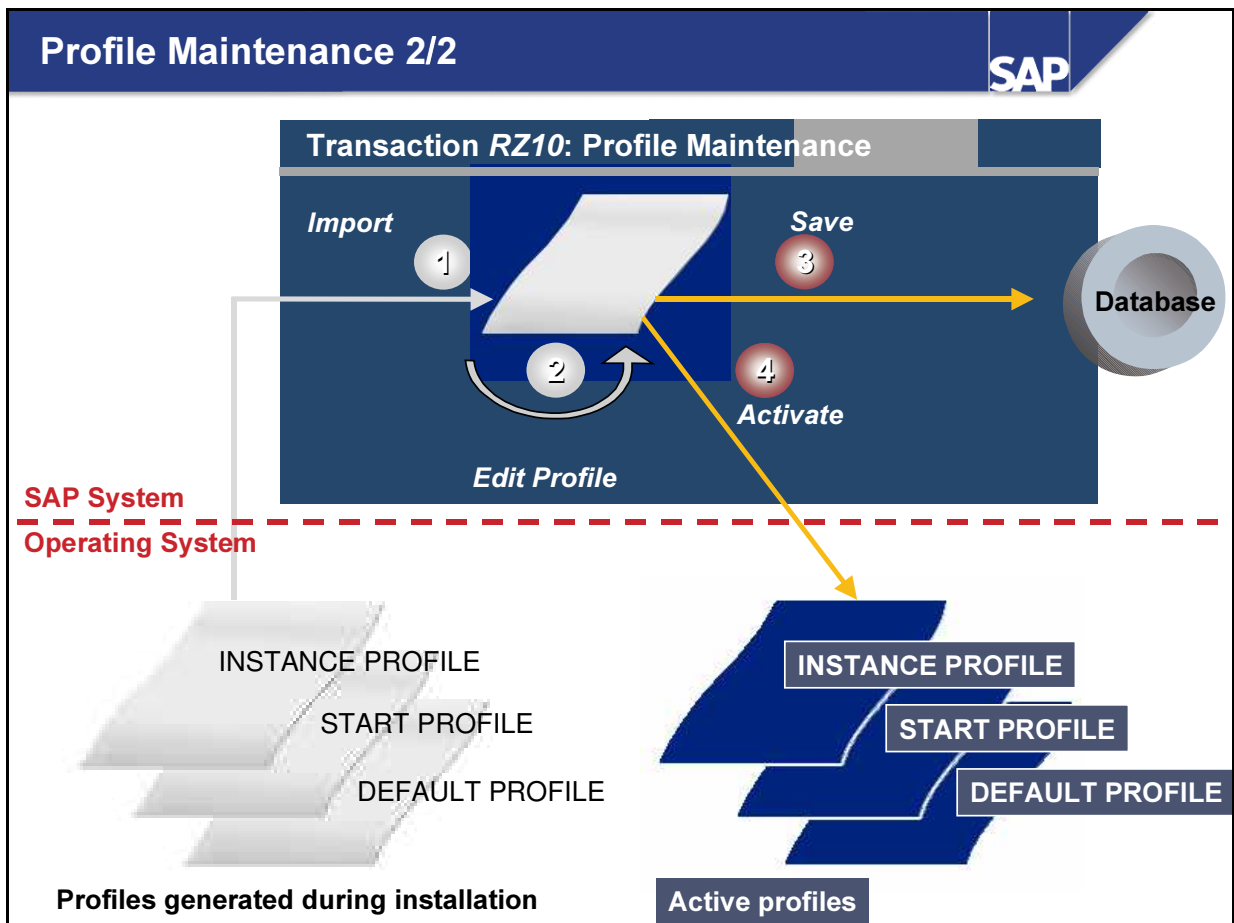 Profile Maintenance 2/2
SAP
Transaction RZ10: Profile Maintenance
Import
Save
1
3
Database
2
4
Activate
Edit Profile
SAP System
Operating System
INSTANCE PROFILE
START PROFILE
DEFAULT PROFILE
INSTANCE PROFILE
START PROFILE
DEFAULT PROFILE
Profiles generated during installation
Active profiles